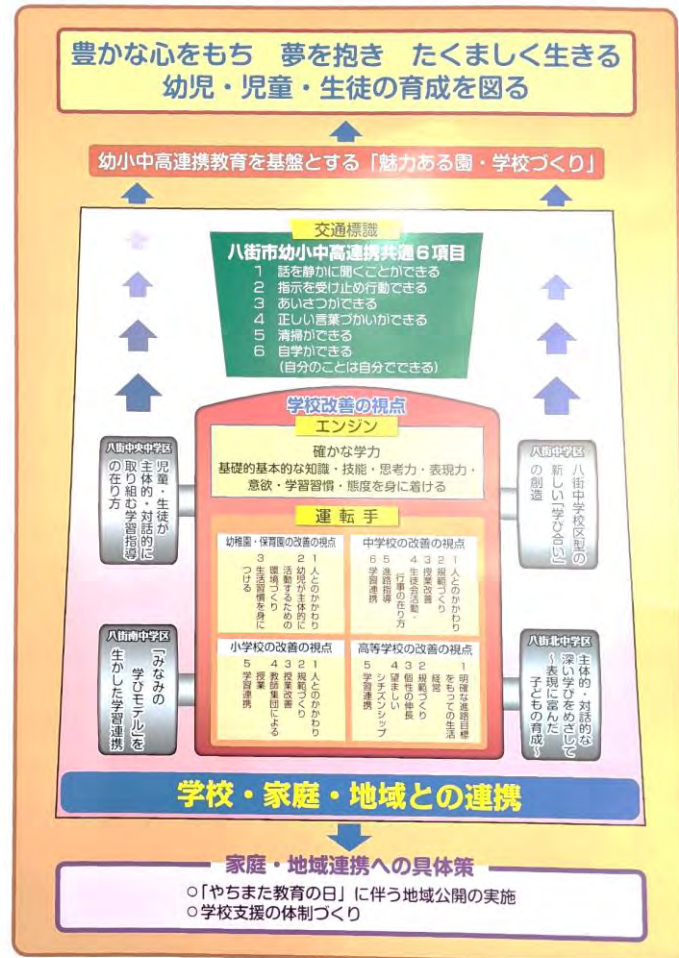 豊かな心をもち　夢を抱き　たくましく生きる
幼児・児童・生徒の育成を図る
幼小中高連携教育を基盤とする「魅力ある園・学校づくり」
交通標識
八街市幼小中高連携共通6項目
1　話を静かに聞くことができる
2　指示を受け止め行動できる
3　あいさつができる
4　正しい言葉づかいができる
5　清掃ができる
6　自学ができる
(自分のことは自分でできる)
学校改善の視点
エンジン
確かな学力
基礎的基本的な知識・技能・思考力・表現力・
意欲・学習習慣・態度を身に着ける
運転手
幼稚園・保育園の改善の視点
1 人とのかかわり
2 幼児が主体的に
活動するための
環境づくり
3 生活習慣を身に
つける
中学校の改善の視点
1 人とのかかわり
2 規範づくり
3 授業改善
4 生徒会活動・
行事の在り方
5 進路指導
6 学習連携
小学校の改善の視点
1 人とのかかわり
2 規範づくり
3 授業改善
4 教師集団による
授業
5 学習連携
高等学校の改善の視点
1 明確な進路目標
をもっての生活
経営
2 規範づくり
3 個性の伸長
4 望ましい
シチズンシップ
5 学習連携
八街中央中学区
児童・生徒が
主体的・対話的に
取り組む学習指導
の在り方
八街中学区
八街中学校区型の
新しい「学び合い」
の創造
八街南中学区
「みなみの
学びモデル」を
生かした学習連携
八街北中学区
主体的・対話的な
深い学びをめざして
～表現に富んだ
子どもの育成～
学校・家庭・地域との連携
家庭・地域連携への具体策
○「やちまた教育の日」に伴う地域公開の実施
○学校支援の体制づくり